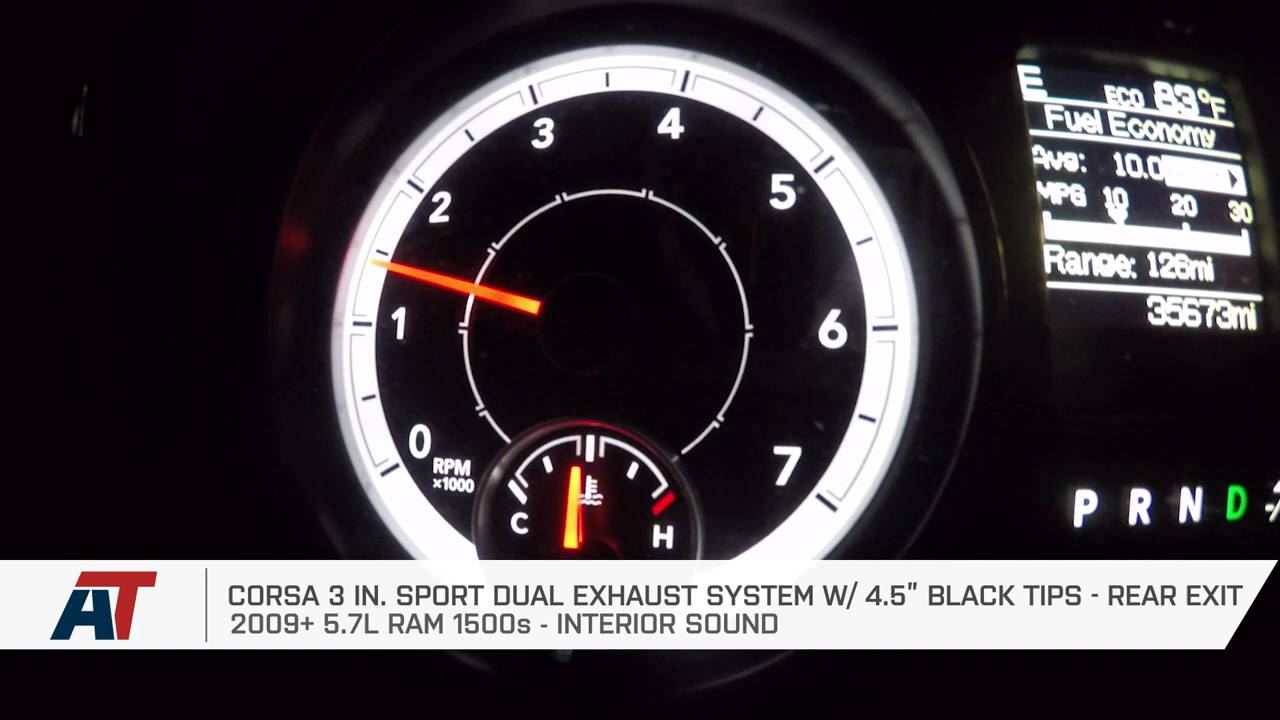 0
1
2
3
4
5
6
7
RPM
×1000
C
H
E
ECO 83°F
Fuel Economy
Avg: 10.0
MPG 10 20 30
Range: 126mi
35673mi
P R N D
AT
CORSA 3 IN. SPORT DUAL EXHAUST SYSTEM W/ 4.5" BLACK TIPS - REAR EXIT
2009+ 5.7L RAM 1500s - INTERIOR SOUND